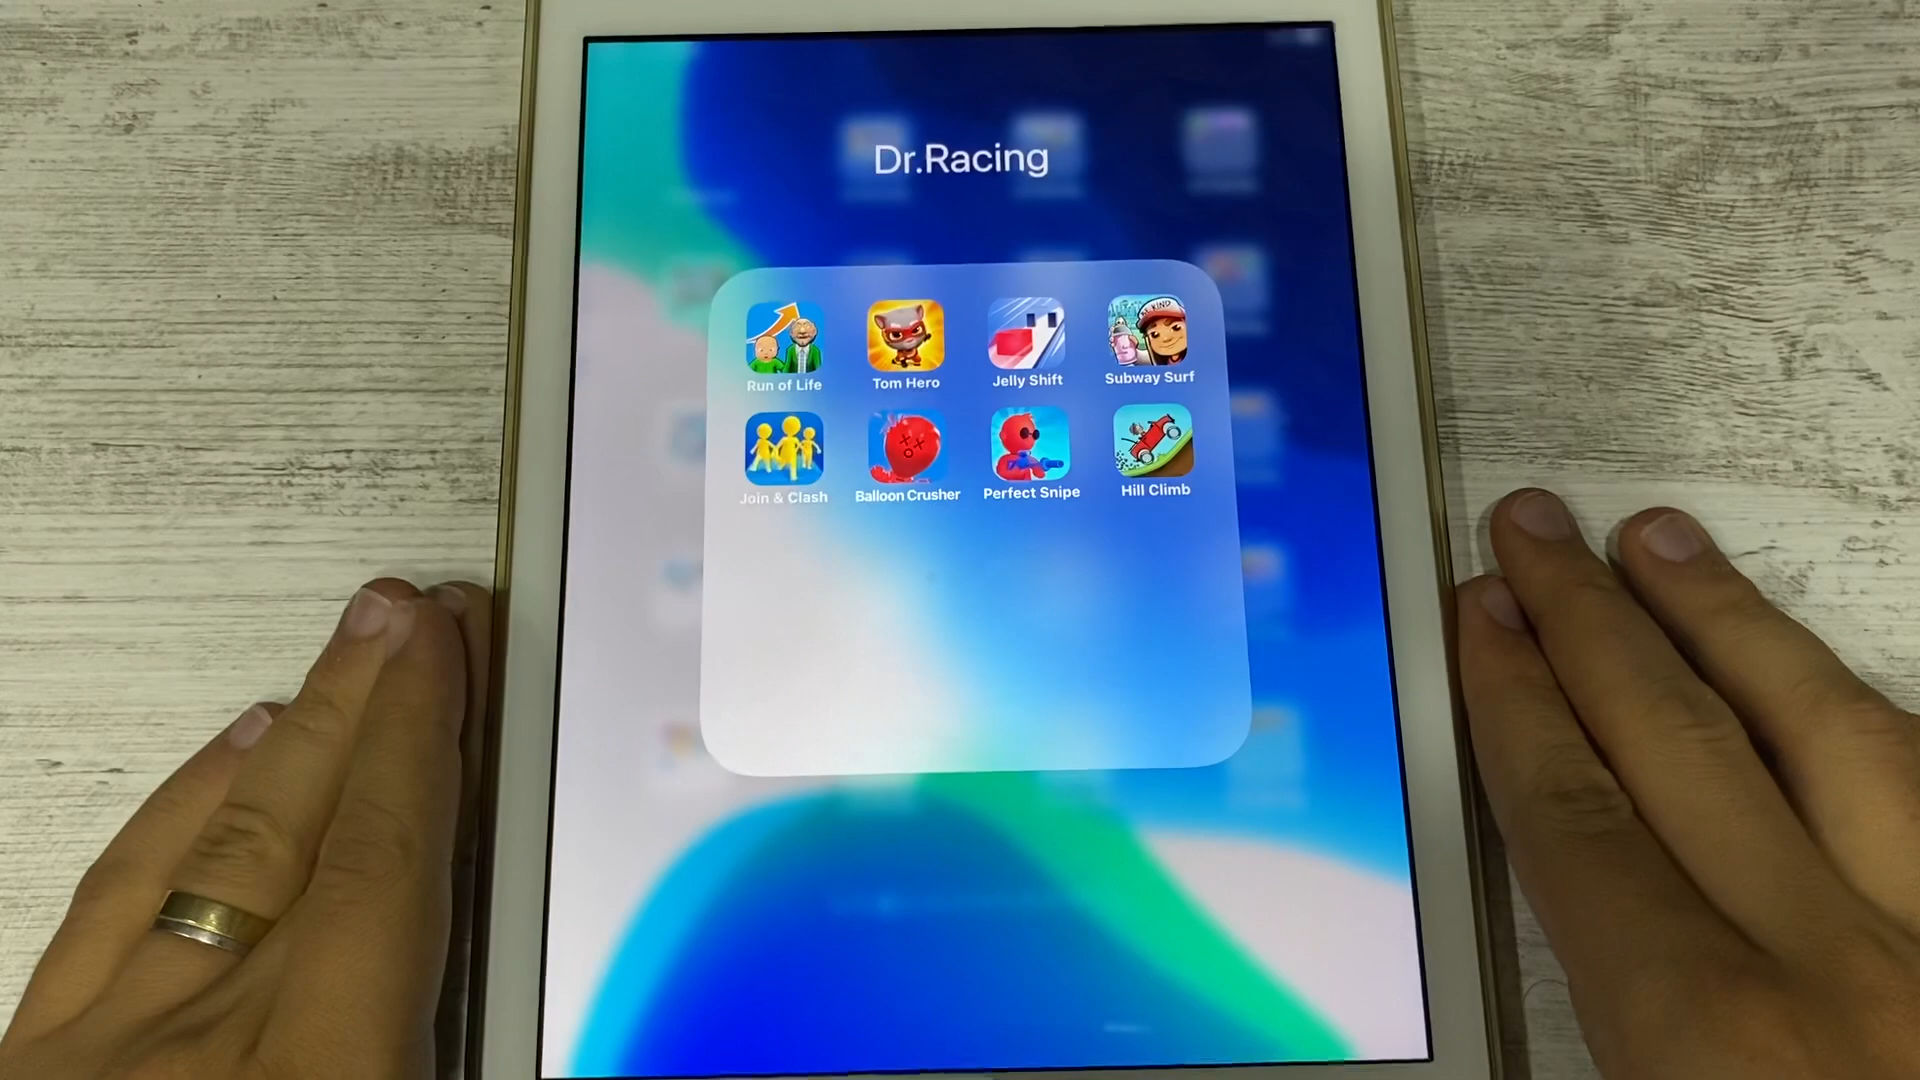 Dr.Racing
Run of Life
Tom Hero
Jelly Shift
KIND
Subway Surf
Join & Clash
Balloon Crusher
Perfect Snipe
Hill Climb